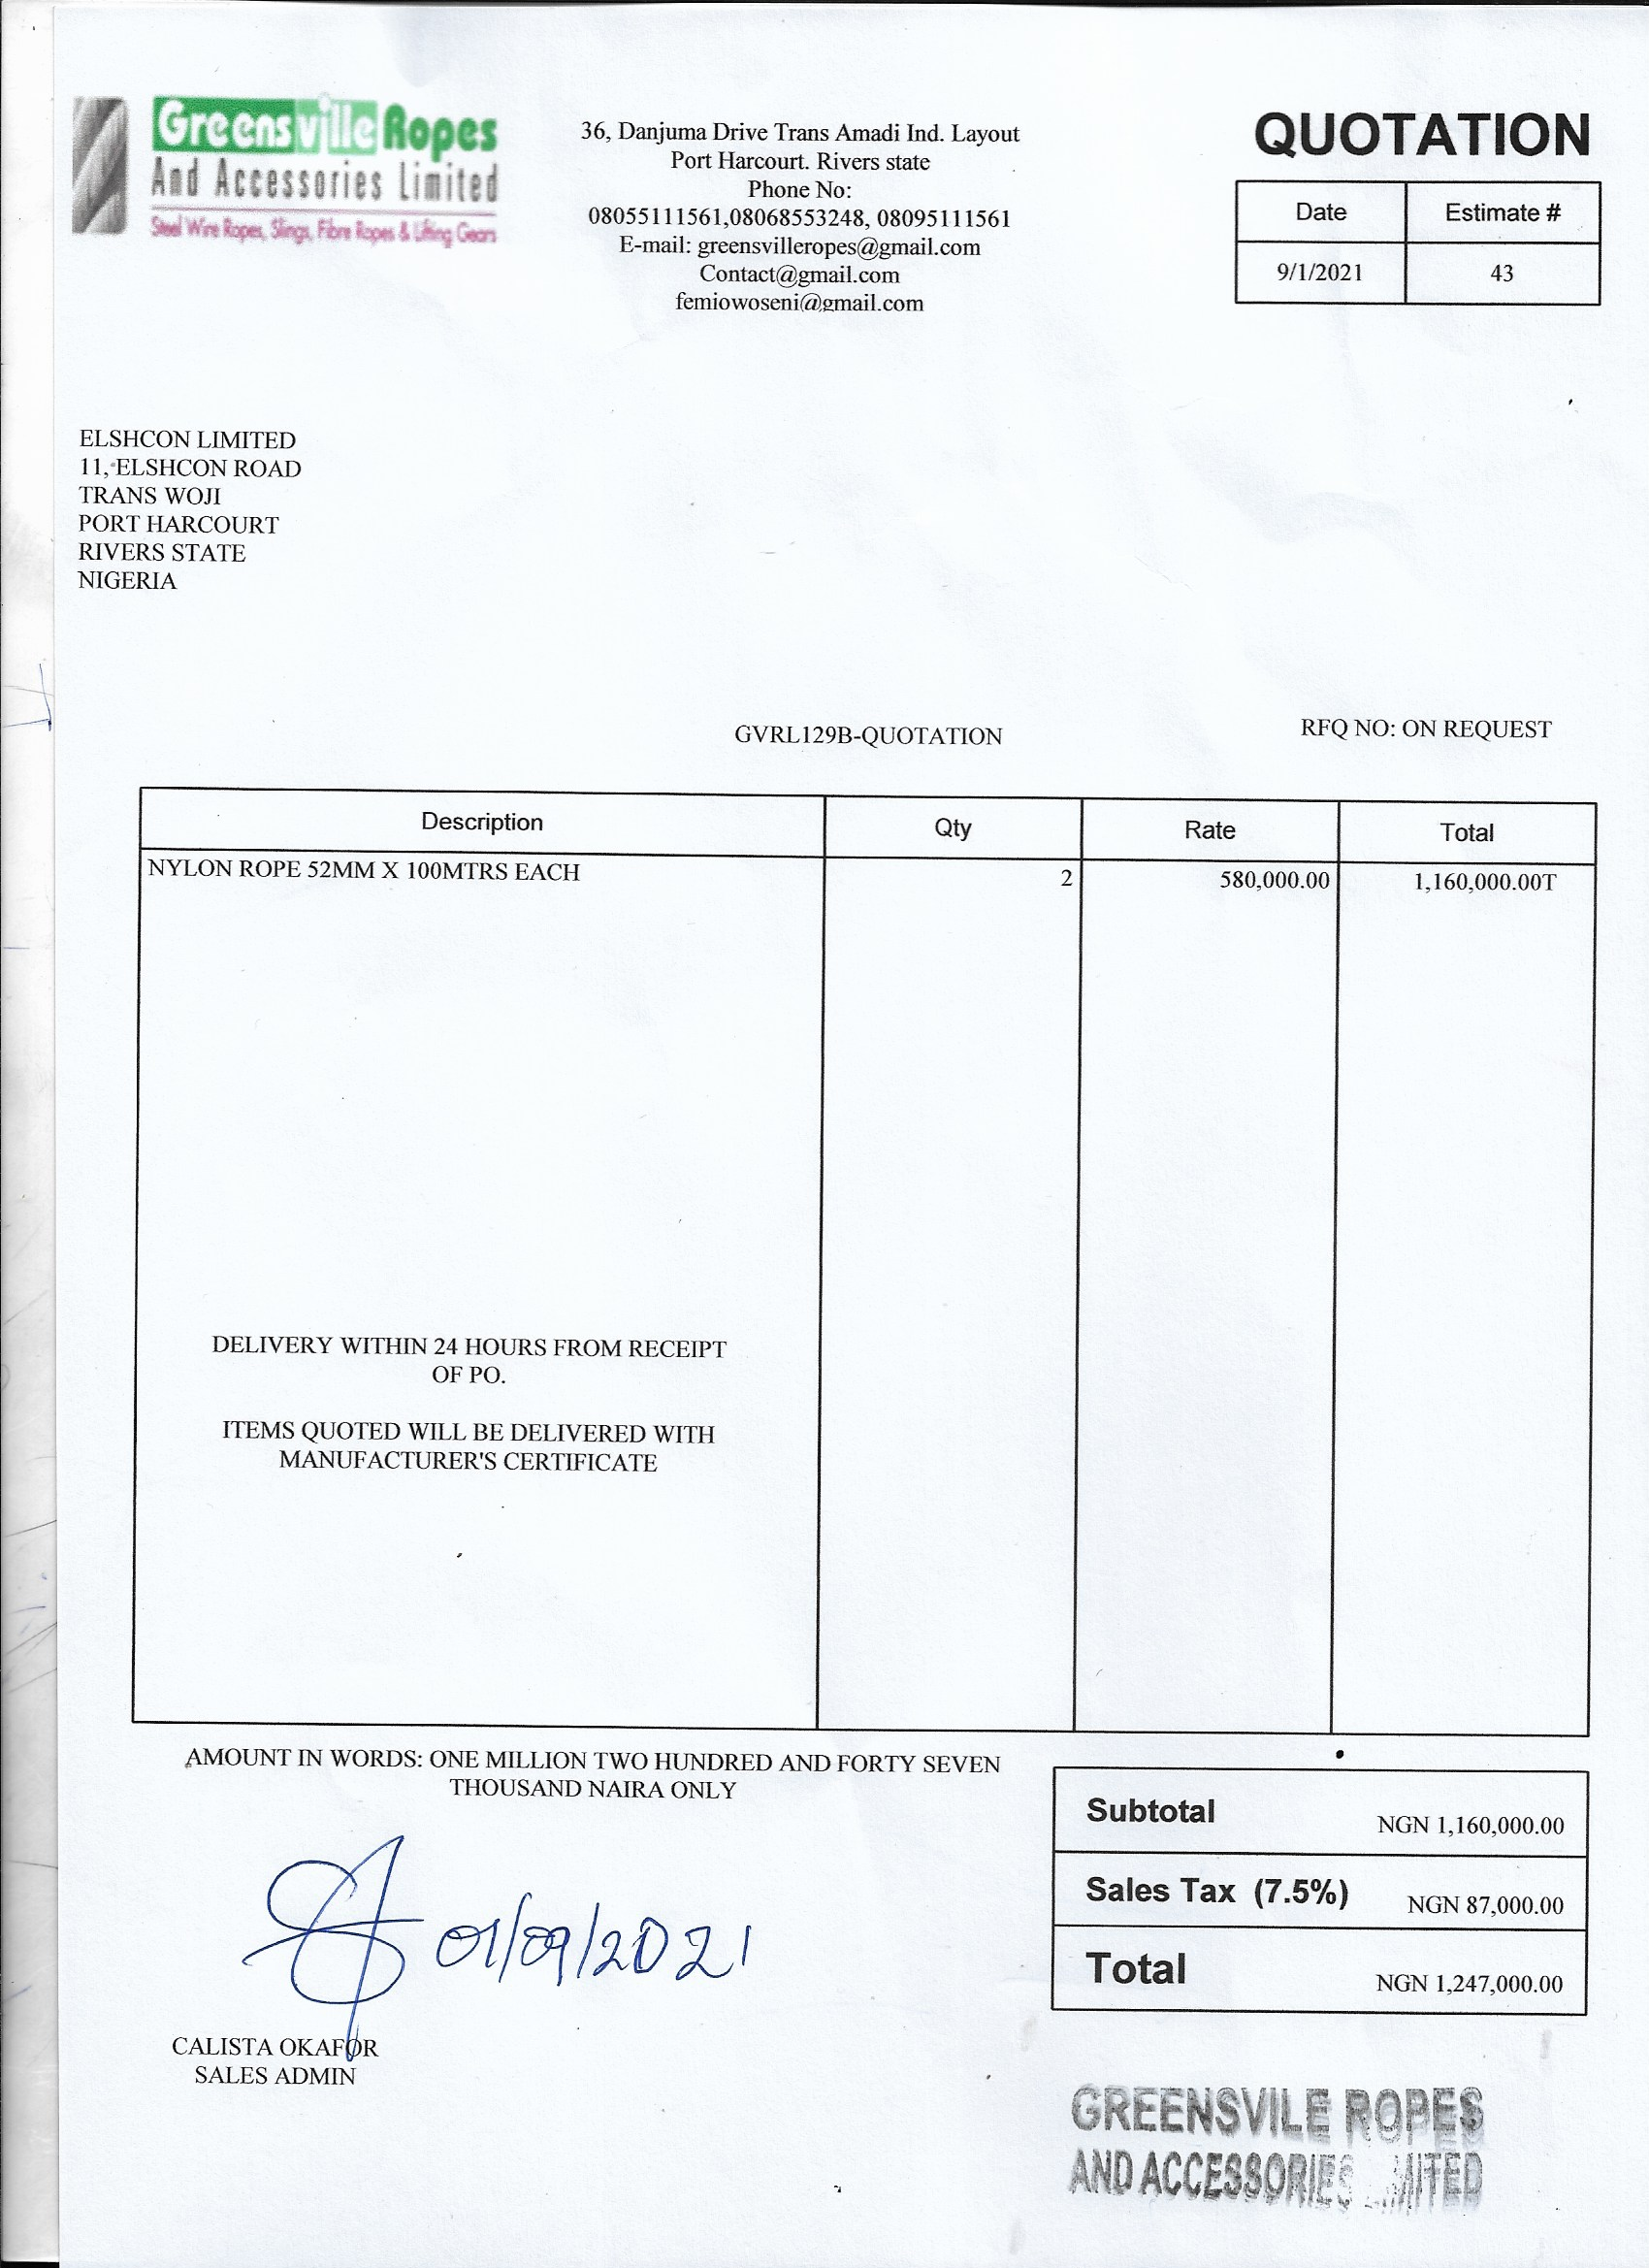 Greensville Ropes
And Accessories Limited
Steel Wire Ropes, Slings, Fibre Ropes & Lifting Gears
36, Danjuma Drive Trans Amadi Ind. Layout
Port Harcourt. Rivers state
Phone No:
08055111561,08068553248, 08095111561
E-mail: greensvilleropes@gmail.com
Contact@gmail.com
femiowoseni@gmail.com
QUOTATION
Date Estimate #
9/1/2021 43
ELSHCON LIMITED
11, ELSHCON ROAD
TRANS WOJI
PORT HARCOURT
RIVERS STATE
NIGERIA
GVRL129B-QUOTATION
RFQ NO: ON REQUEST
Description Qty Rate Total
NYLON ROPE 52MM X 100MTRS EACH 2 580,000.00 1,160,000.00T
DELIVERY WITHIN 24 HOURS FROM RECEIPT
OF PO.
ITEMS QUOTED WILL BE DELIVERED WITH
MANUFACTURER'S CERTIFICATE
AMOUNT IN WORDS: ONE MILLION TWO HUNDRED AND FORTY SEVEN
THOUSAND NAIRA ONLY
Subtotal NGN 1,160,000.00
Sales Tax (7.5%) NGN 87,000.00
Total NGN 1,247,000.00
01/09/2021
CALISTA OKAFOR
SALES ADMIN
GREENSVILE ROPES
AND ACCESSORIES LIMITED